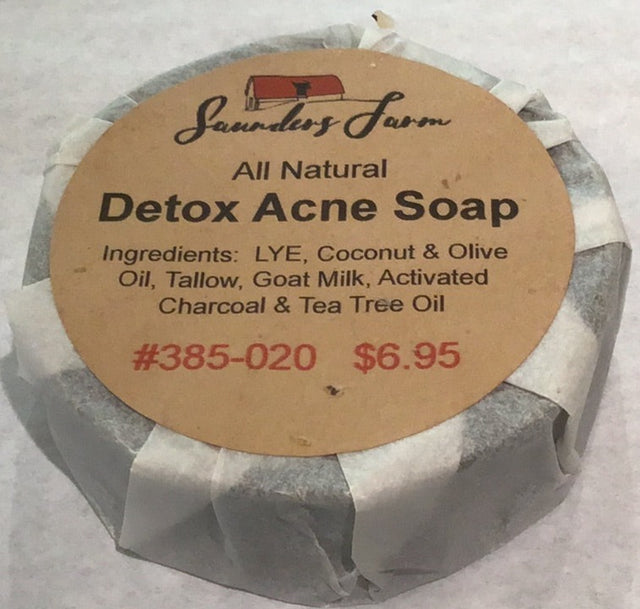 Saunders Farm
All Natural
Detox Acne Soap
Ingredients: LYE, Coconut & Olive
Oil, Tallow, Goat Milk, Activated
Charcoal & Tea Tree Oil
#385-020 $6.95